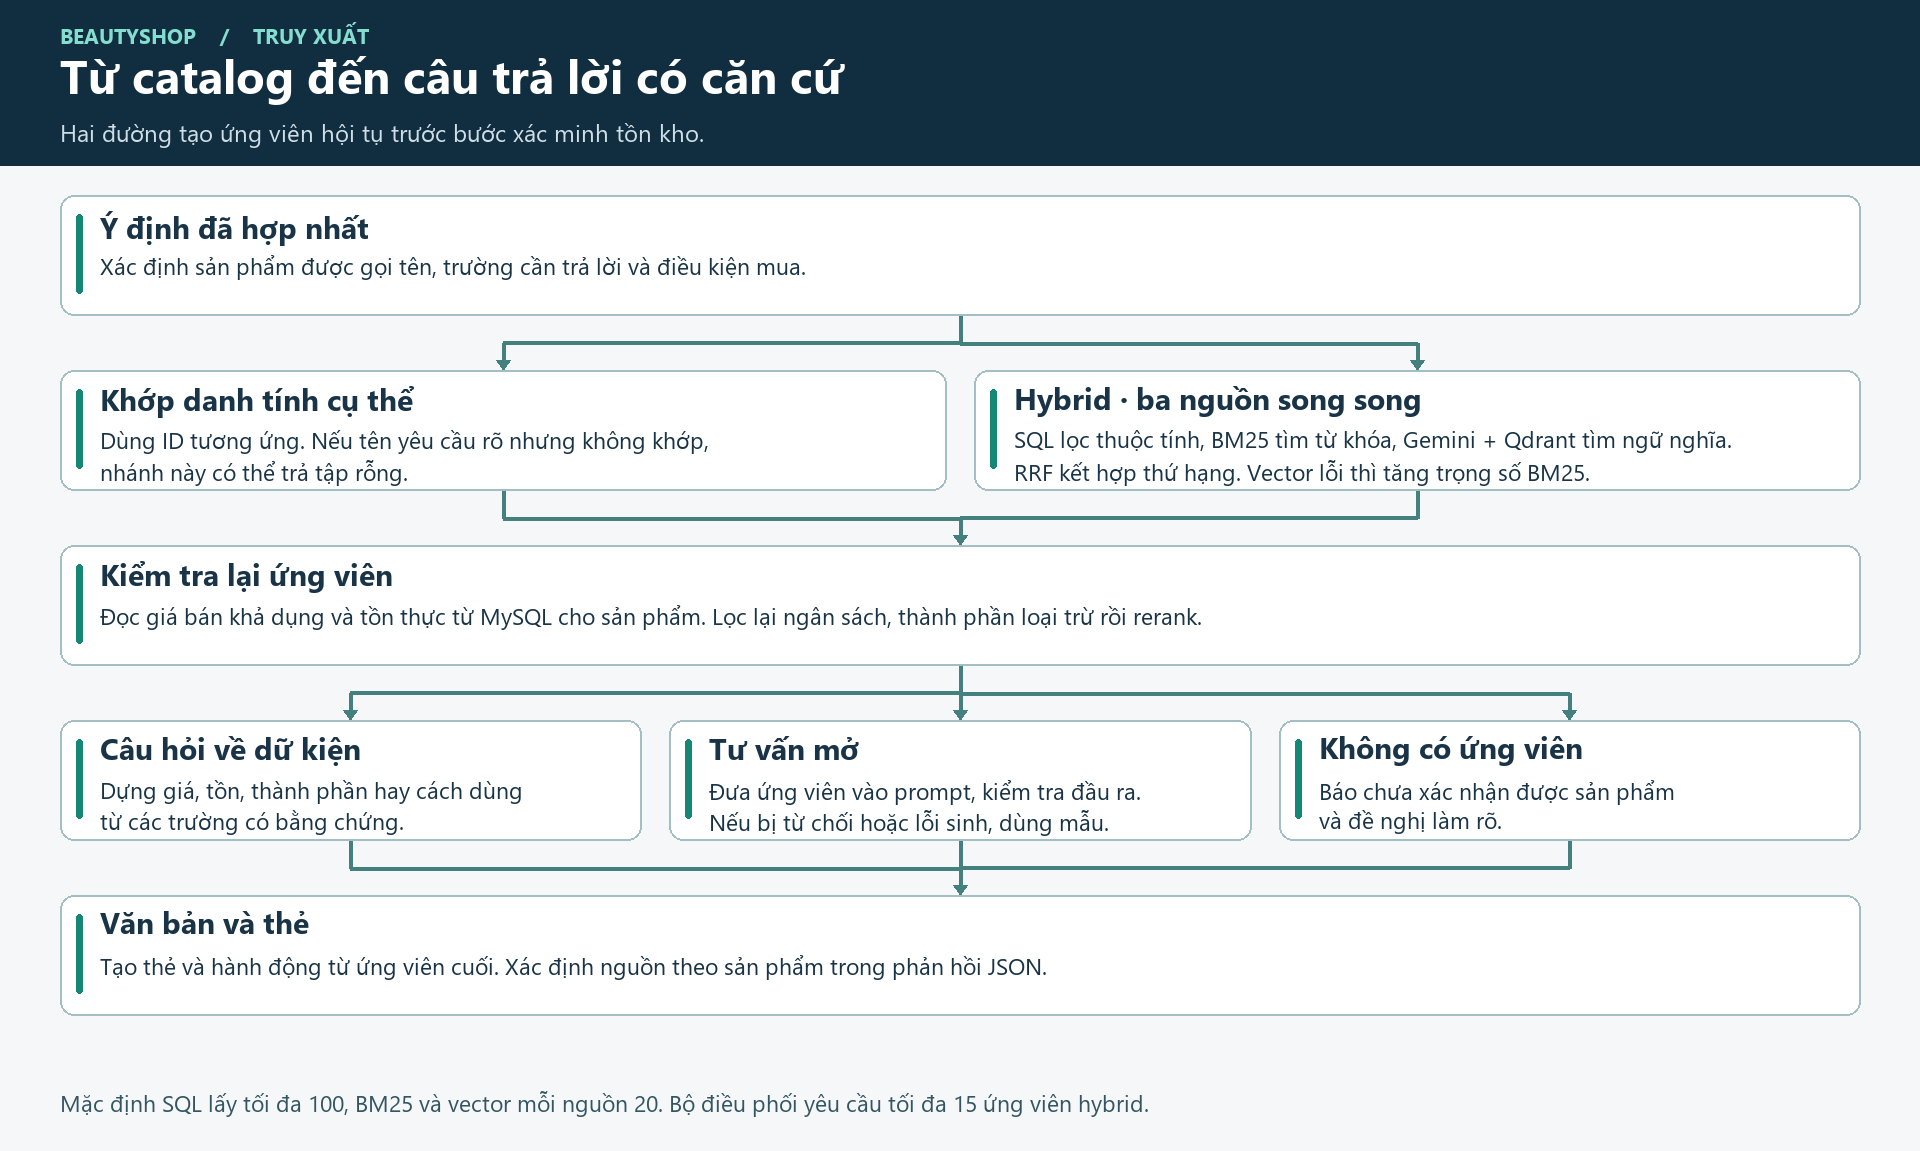 BEAUTYSHOP / TRUY XUẤT
Từ catalog đến câu trả lời có căn cứ
Hai đường tạo ứng viên hội tụ trước bước xác minh tồn kho.
Ý định đã hợp nhất
Xác định sản phẩm được gọi tên, trường cần trả lời và điều kiện mua.
Khớp danh tính cụ thể
Dùng ID tương ứng. Nếu tên yêu cầu rõ nhưng không khớp,
nhánh này có thể trả tập rỗng.
Hybrid · ba nguồn song song
SQL lọc thuộc tính, BM25 tìm từ khóa, Gemini + Qdrant tìm ngữ nghĩa.
RRF kết hợp thứ hạng. Vector lỗi thì tăng trọng số BM25.
Kiểm tra lại ứng viên
Đọc giá bán khả dụng và tồn thực từ MySQL cho sản phẩm. Lọc lại ngân sách, thành phần loại trừ rồi rerank.
Câu hỏi về dữ kiện
Dựng giá, tồn, thành phần hay cách dùng
từ các trường có bằng chứng.
Tư vấn mở
Đưa ứng viên vào prompt, kiểm tra đầu ra.
Nếu bị từ chối hoặc lỗi sinh, dùng mẫu.
Không có ứng viên
Báo chưa xác nhận được sản phẩm
và đề nghị làm rõ.
Văn bản và thẻ
Tạo thẻ và hành động từ ứng viên cuối. Xác định nguồn theo sản phẩm trong phản hồi JSON.
Mặc định SQL lấy tối đa 100, BM25 và vector mỗi nguồn 20. Bộ điều phối yêu cầu tối đa 15 ứng viên hybrid.